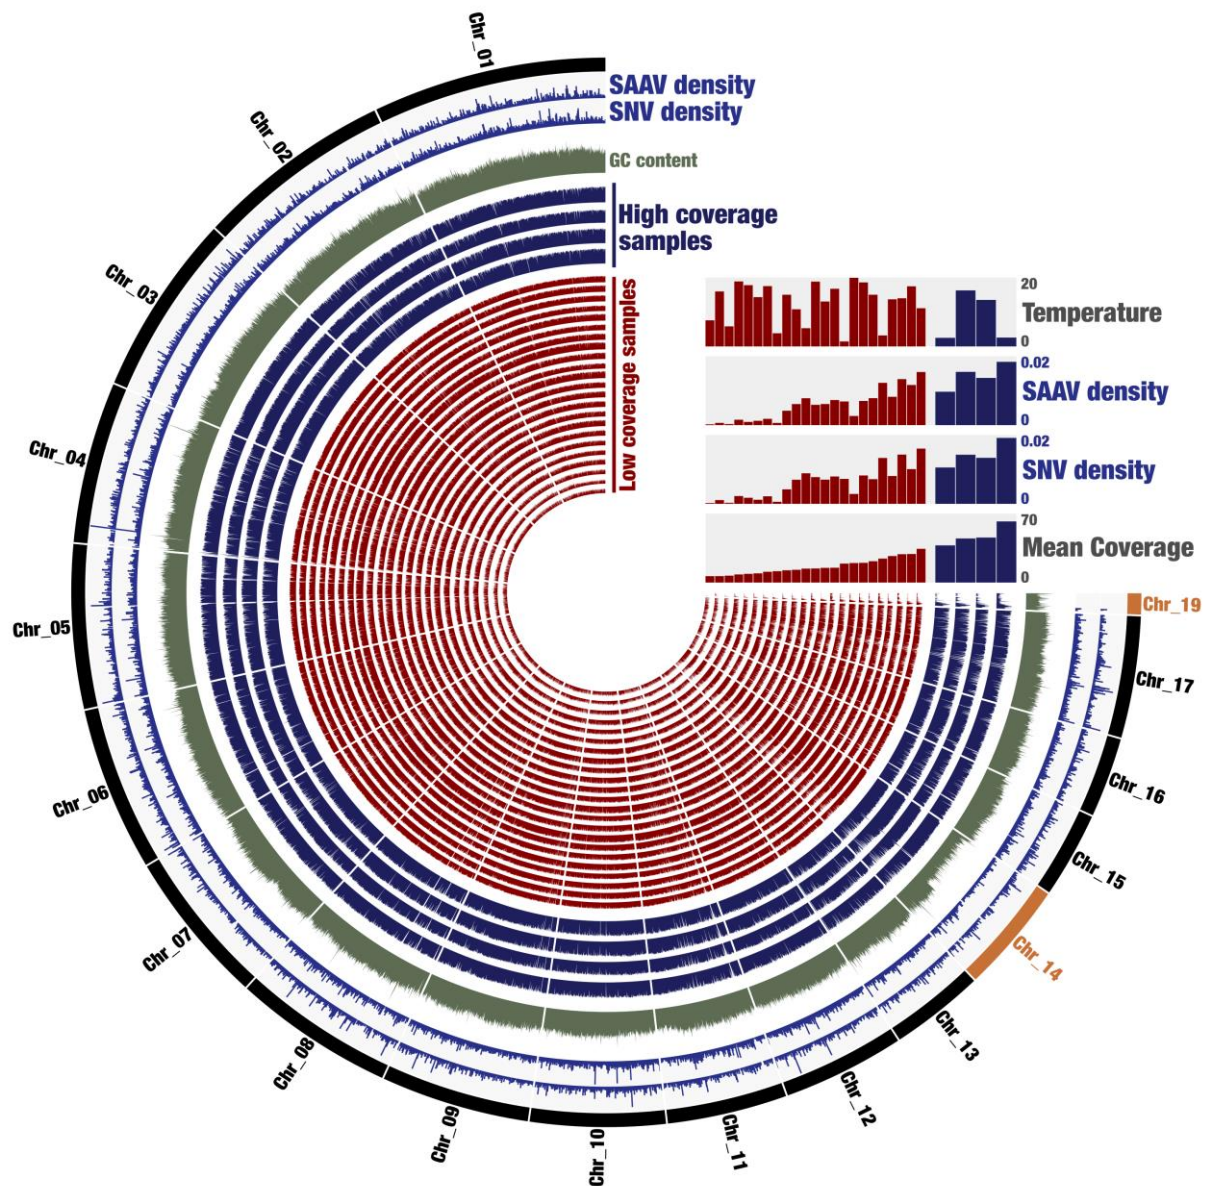 Chr_01
SAAV density
SNV density
Chr_02
GC content
High coverage
samples
Chr_03
Low coverage samples
20
Temperature
0
0.02
SAAV density
0
Chr_04
0.02
SNV density
0
70
Mean Coverage
0
Chr_19
Chr_05
Chr_17
Chr_06
Chr_16
Chr_15
Chr_07
Chr_14
Chr_08
Chr_13
Chr_09
Chr_12
Chr_10
Chr_11